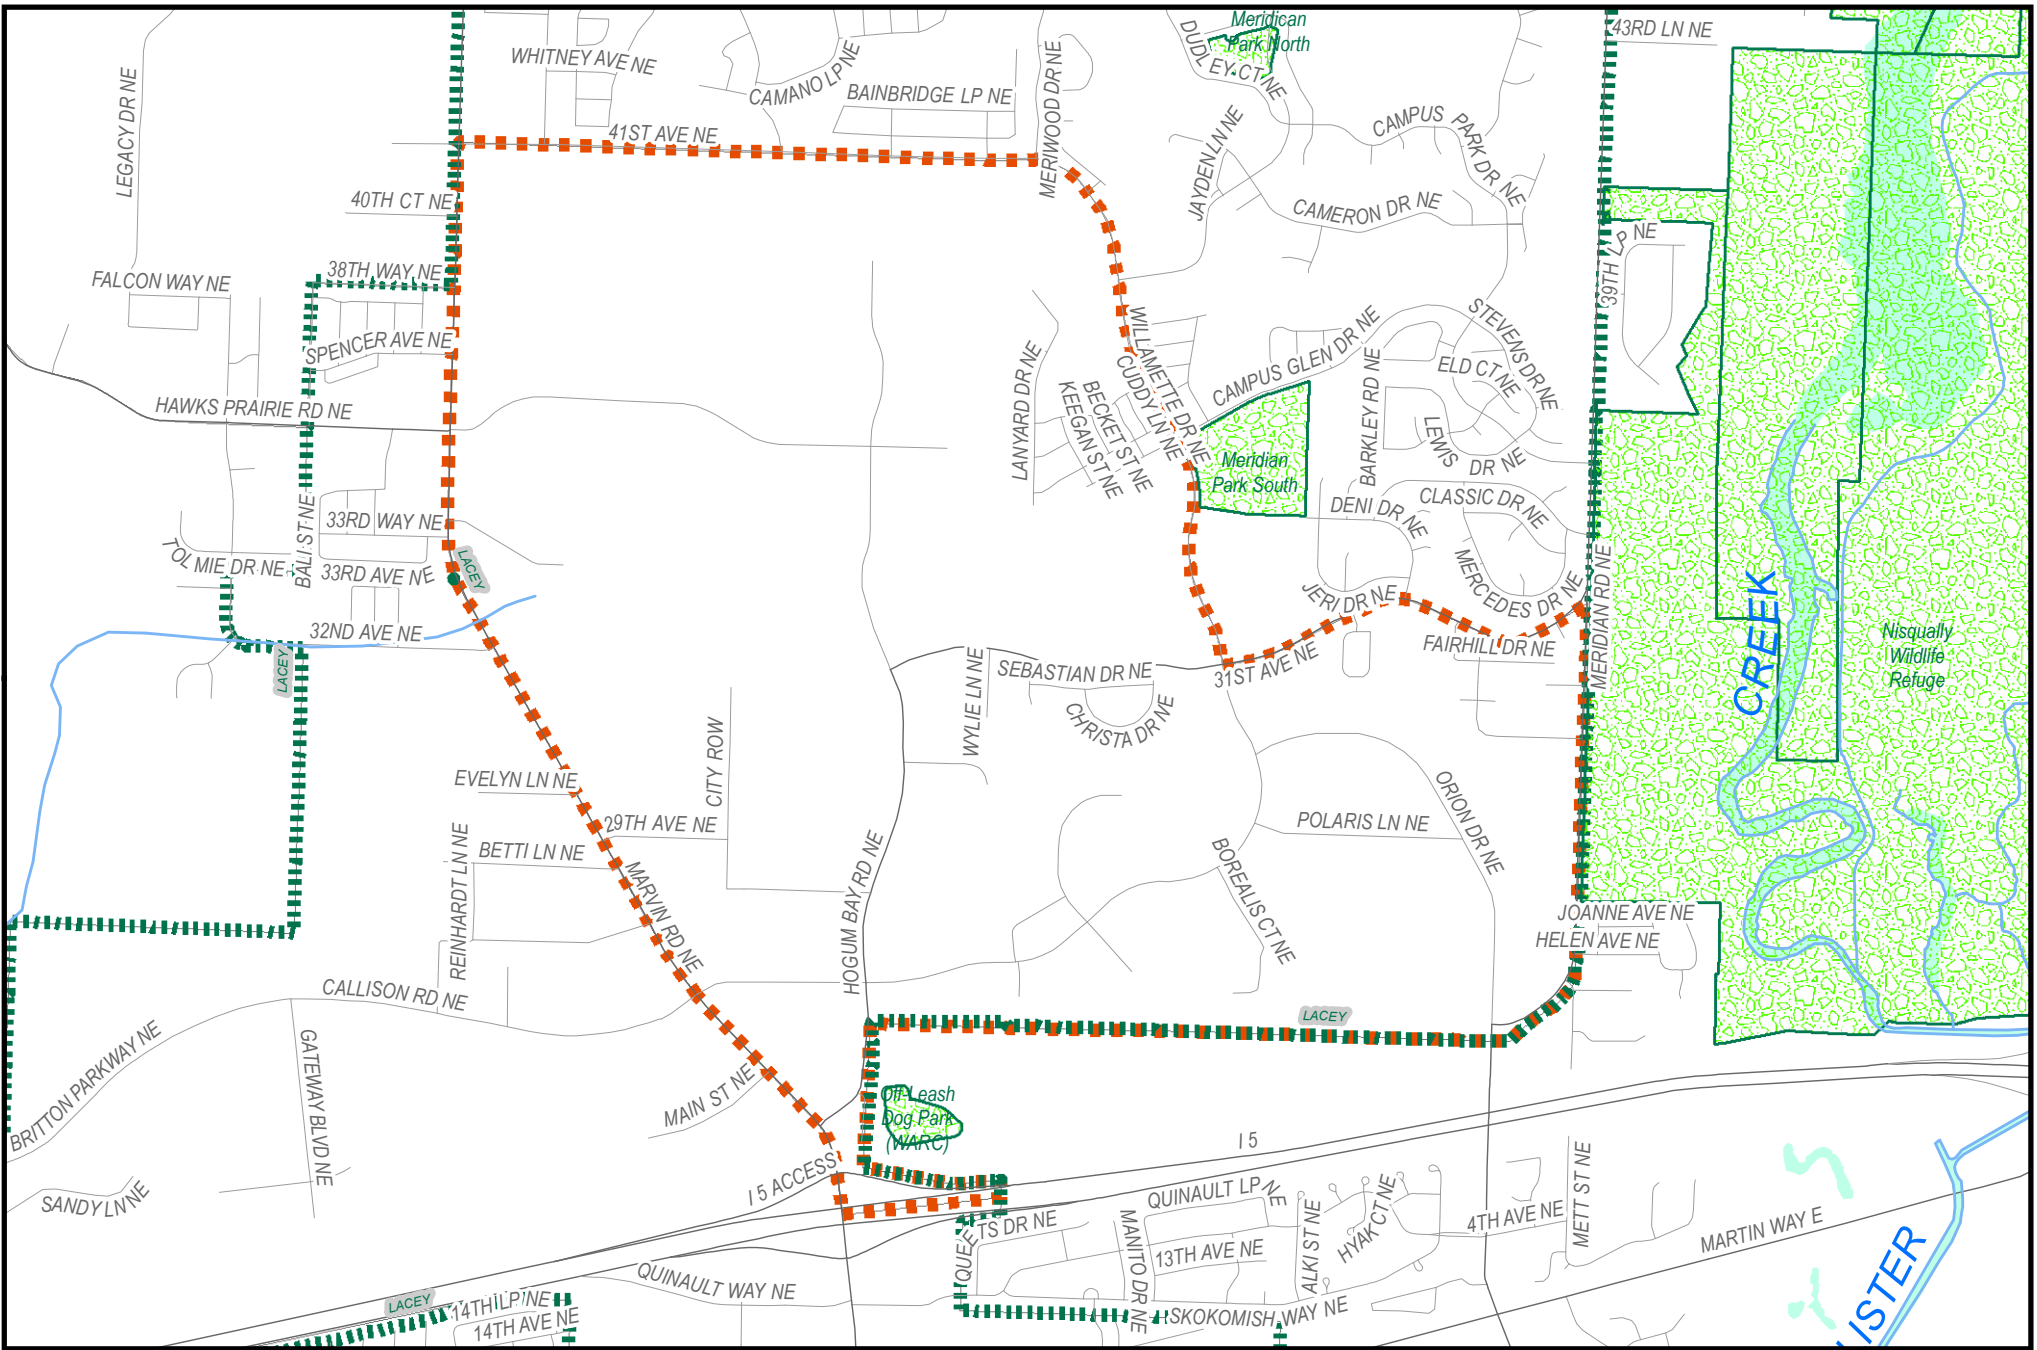 Meridican
Park North
43RD LN NE
WHITNEY AVE NE
CAMANO LP NE
BAINBRIDGE LP NE
MERIWOOD DR NE
DUDLEY CT NE
LEGACY DR NE
41ST AVE NE
CAMPUS PARK DR NE
JAYDEN LN NE
40TH CT NE
CAMERON DR NE
39TH LP NE
FALCON WAY NE
38TH WAY NE
SPENCER AVE NE
WILLAMETTE DR NE
CUDDY LN NE
LANYARD DR NE
BECKET ST NE
KEEGAN ST NE
CAMPUS GLEN DR NE
BARKLEY RD NE
STEVENS DR NE
ELD CT NE
LEWIS DR NE
HAWKS PRAIRIE RD NE
Meridian
Park South
CLASSIC DR NE
DENI DR NE
33RD WAY NE
BALI ST NE
TOLMIE DR NE
33RD AVE NE
LACEY
MERCEDES DR NE
JERI DR NE
MERIDIAN RD NE
CREEK
32ND AVE NE
LACEY
FAIRHILL DR NE
Nisqually
Wildlife
Refuge
SEBASTIAN DR NE
31ST AVE NE
WYLIE LN NE
CHRISTA DR NE
CITY ROW
EVELYN LN NE
29TH AVE NE
BETTI LN NE
REINHARDT LN NE
MARVIN RD NE
HOGUM BAY RD NE
POLARIS LN NE
ORION DR NE
BOREALIS CT NE
JOANNE AVE NE
HELEN AVE NE
CALLISON RD NE
LACEY
BRITTON PARKWAY NE
GATEWAY BLVD NE
MAIN ST NE
Off-Leash
Dog Park
(WARC)
I 5
I 5 ACCESS
SANDY LN NE
QUINAULT LP NE
QUEETS DR NE
MANITO DR NE
13TH AVE NE
ALKI ST NE
HYAK CT NE
4TH AVE NE
METT ST NE
MARTIN WAY E
QUINAULT WAY NE
SKOKOMISH WAY NE
LACEY
14TH LP NE
14TH AVE NE
LISTER